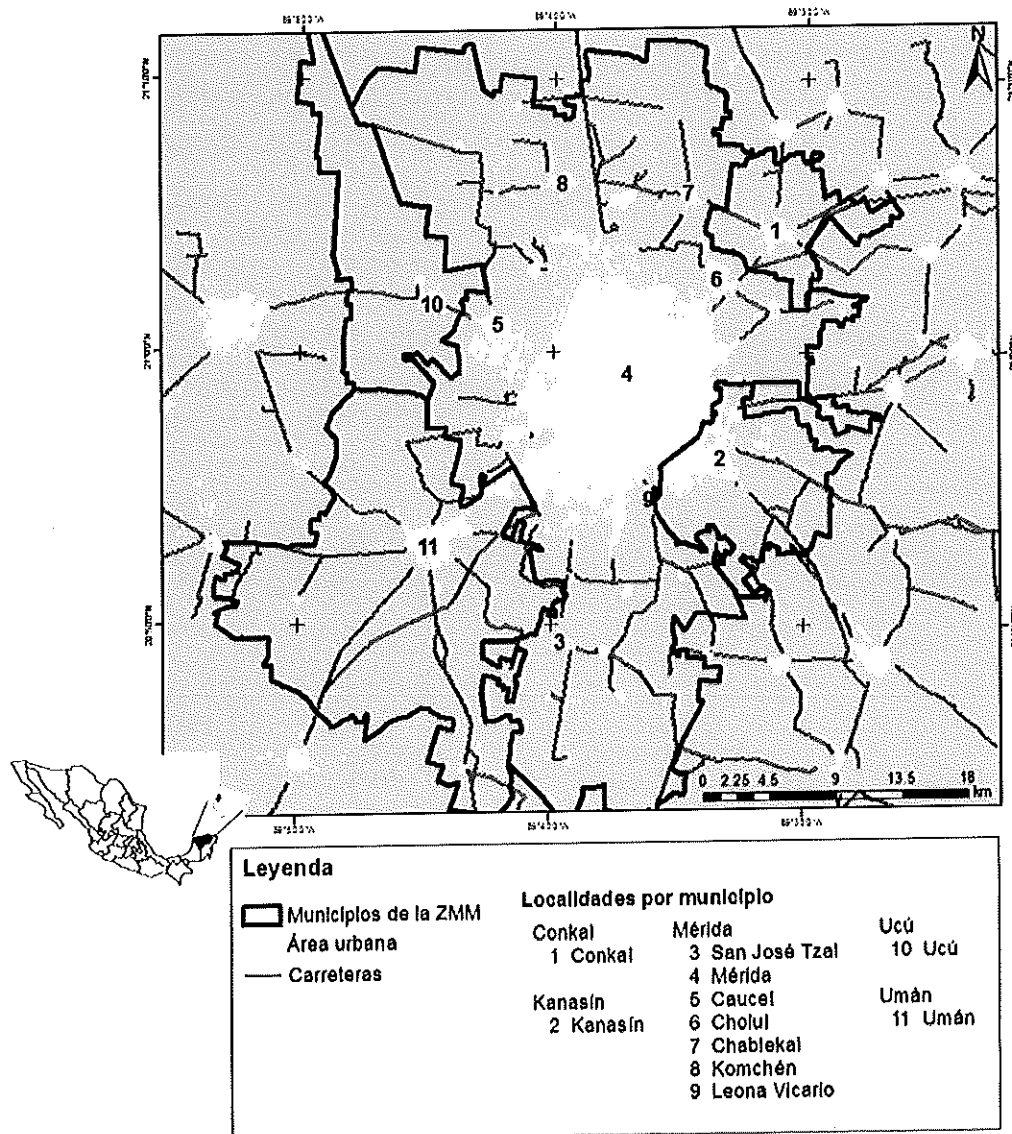 N
8
7
1
6
10
5
4
2
9
11
3
0 2.25 4.5 9 13.5 18
km
Leyenda
Municipios de la ZMM
Área urbana
Carreteras
Localidades por municipio
Conkal
1 Conkal
Kanasín
2 Kanasín
Mérida
3 San José Tzal
4 Mérida
5 Caucel
6 Cholul
7 Chablekal
8 Komchén
9 Leona Vicario
Ucú
10 Ucú
Umán
11 Umán